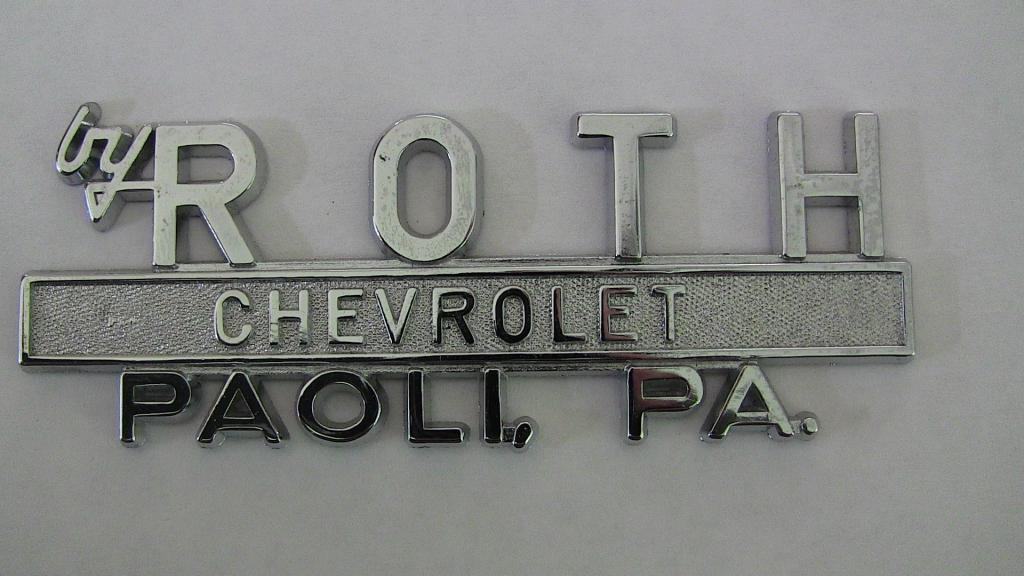 by ROTH
CHEVROLET
PAOLI, PA.